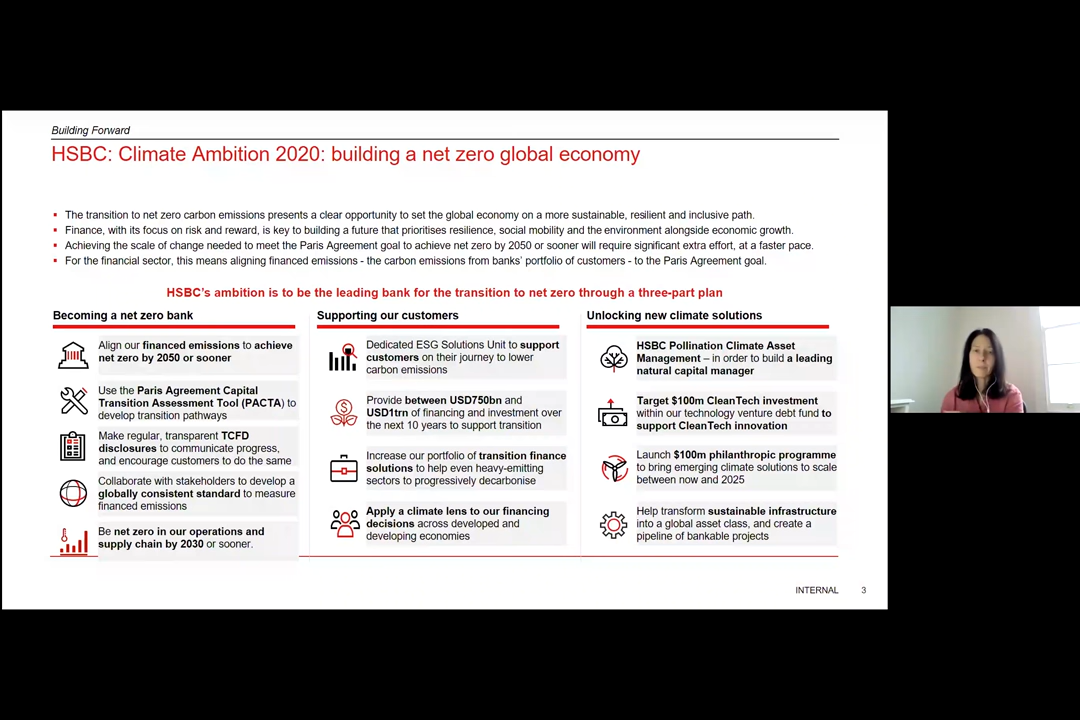 Building Forward
HSBC: Climate Ambition 2020: building a net zero global economy
▪ The transition to net zero carbon emissions presents a clear opportunity to set the global economy on a more sustainable, resilient and inclusive path.
▪ Finance, with its focus on risk and reward, is key to building a future that prioritises resilience, social mobility and the environment alongside economic growth.
▪ Achieving the scale of change needed to meet the Paris Agreement goal to achieve net zero by 2050 or sooner will require significant extra effort, at a faster pace.
▪ For the financial sector, this means aligning financed emissions - the carbon emissions from banks' portfolio of customers - to the Paris Agreement goal.
HSBC's ambition is to be the leading bank for the transition to net zero through a three-part plan
Becoming a net zero bank
Align our financed emissions to achieve
net zero by 2050 or sooner
Use the Paris Agreement Capital
Transition Assessment Tool (PACTA) to
develop transition pathways
Make regular, transparent TCFD
disclosures to communicate progress,
and encourage customers to do the same
Collaborate with stakeholders to develop a
globally consistent standard to measure
financed emissions
Be net zero in our operations and
supply chain by 2030 or sooner.
Supporting our customers
Dedicated ESG Solutions Unit to support
customers on their journey to lower
carbon emissions
Provide between USD750bn and
USD1trn of financing and investment over
the next 10 years to support transition
Increase our portfolio of transition finance
solutions to help even heavy-emitting
sectors to progressively decarbonise
Apply a climate lens to our financing
decisions across developed and
developing economies
Unlocking new climate solutions
HSBC Pollination Climate Asset
Management – in order to build a leading
natural capital manager
Target $100m CleanTech investment
within our technology venture debt fund to
support CleanTech innovation
Launch $100m philanthropic programme
to bring emerging climate solutions to scale
between now and 2025
Help transform sustainable infrastructure
into a global asset class, and create a
pipeline of bankable projects
INTERNAL 3